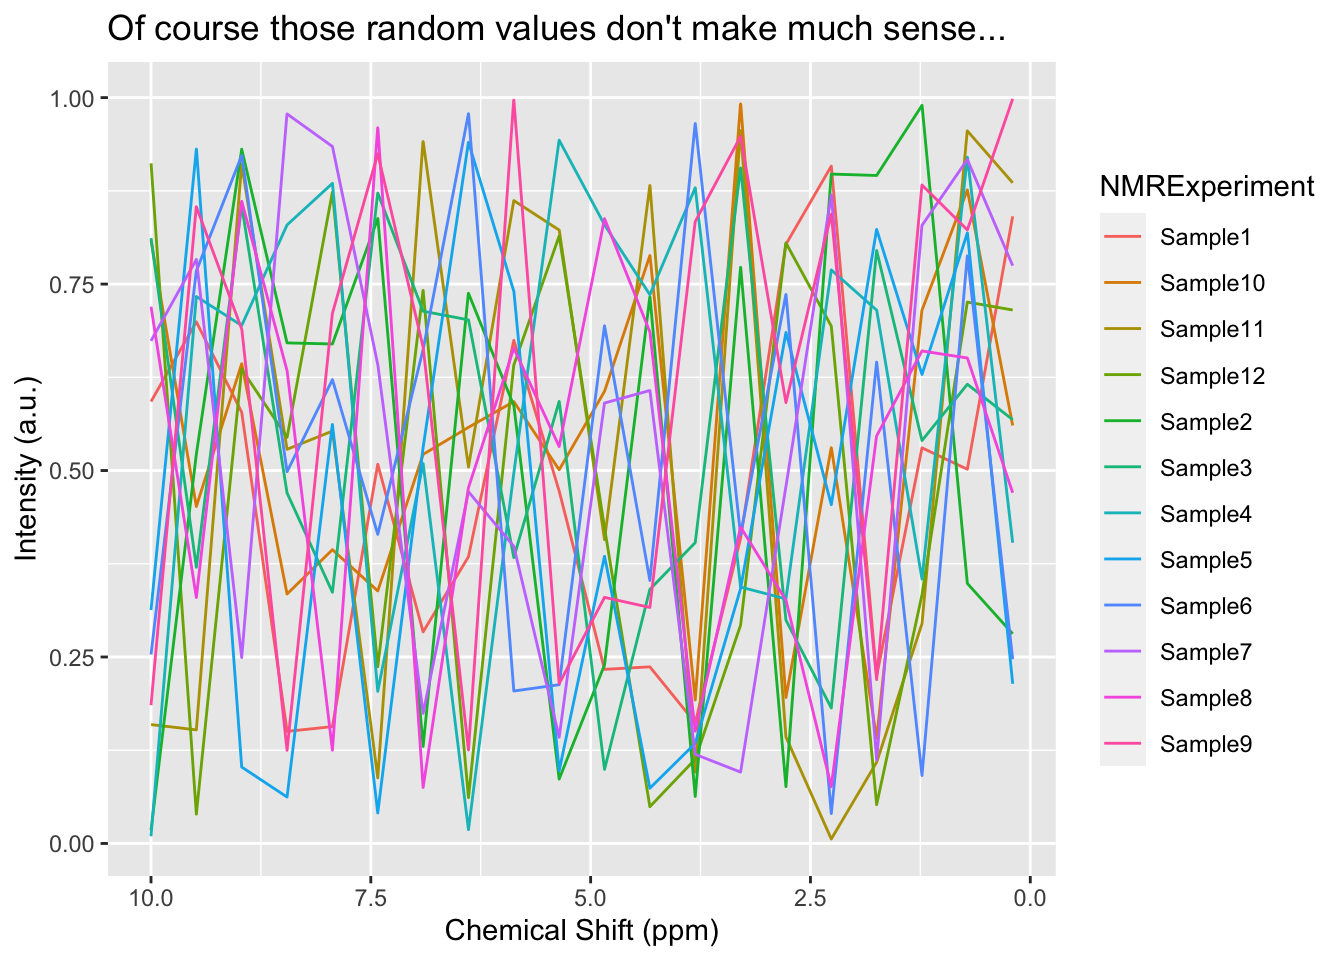 Of course those random values don't make much sense...
Intensity (a.u.)
1.00
0.75
0.50
0.25
0.00
10.0 7.5 5.0 2.5 0.0
Chemical Shift (ppm)
NMRExperiment
Sample1
Sample10
Sample11
Sample12
Sample2
Sample3
Sample4
Sample5
Sample6
Sample7
Sample8
Sample9